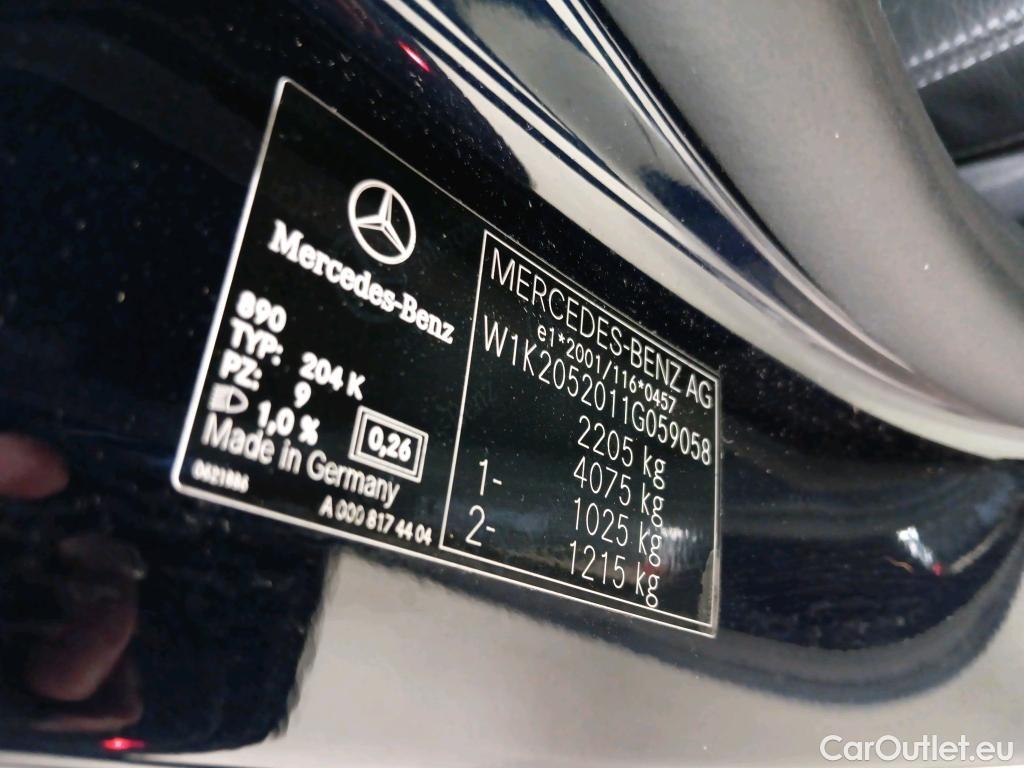 Mercedes-Benz
890
TYP: 204 K
PZ: 9
1,0 % 0,26
Made in Germany
0621886
A 000 817 44 04
MERCEDES-BENZ AG
e1*2001/116*0457
W1K2052011G059058
2205 kg
4075 kg
1- 1025 kg
2- 1215 kg
CarOutlet.eu